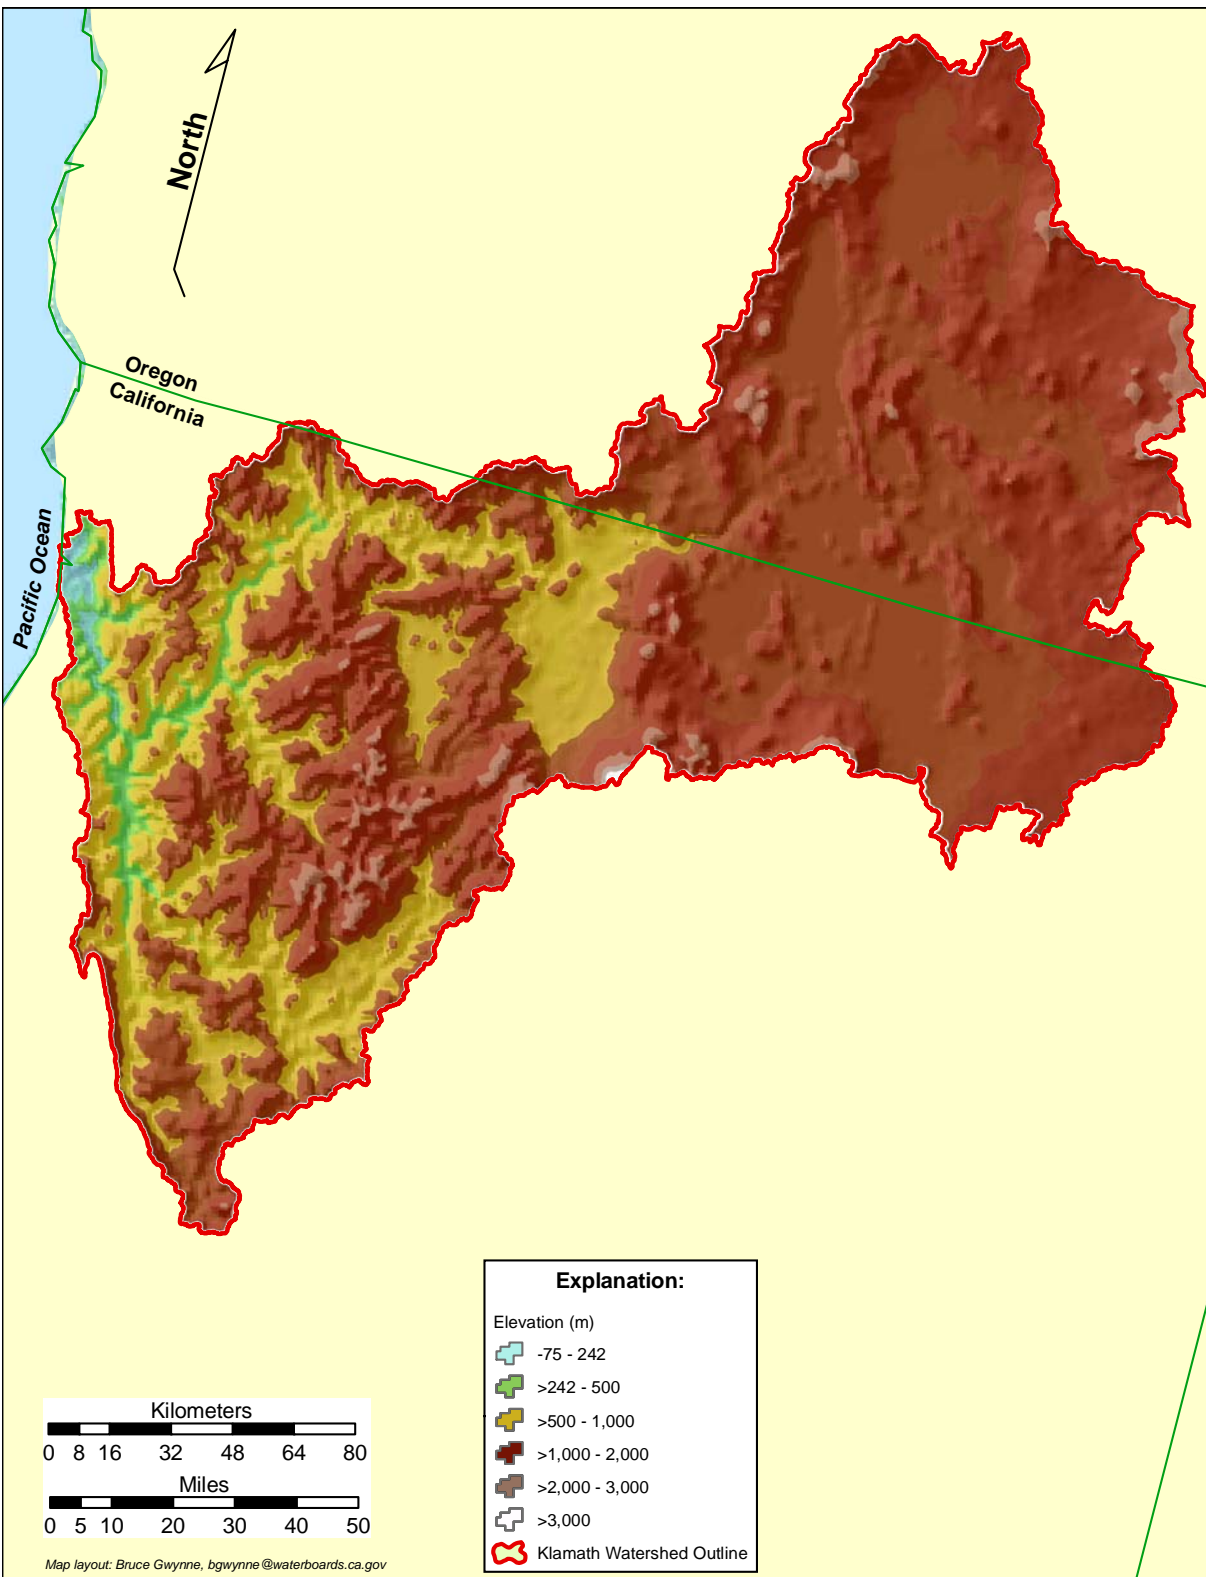 North
Oregon
California
Pacific Ocean
Explanation:
Elevation (m)
-75 - 242
>242 - 500
>500 - 1,000
>1,000 - 2,000
>2,000 - 3,000
>3,000
Klamath Watershed Outline
Kilometers
0 8 16 32 48 64 80
Miles
0 5 10 20 30 40 50
Map layout: Bruce Gwynne, bgwynne@waterboards.ca.gov